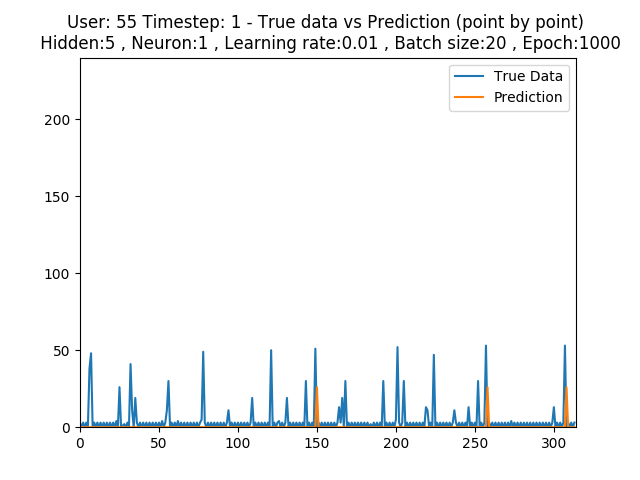 User: 55 Timestep: 1 - True data vs Prediction (point by point)
Hidden:5 , Neuron:1 , Learning rate:0.01 , Batch size:20 , Epoch:1000
True Data
Prediction
200
150
100
50
0
0 50 100 150 200 250 300